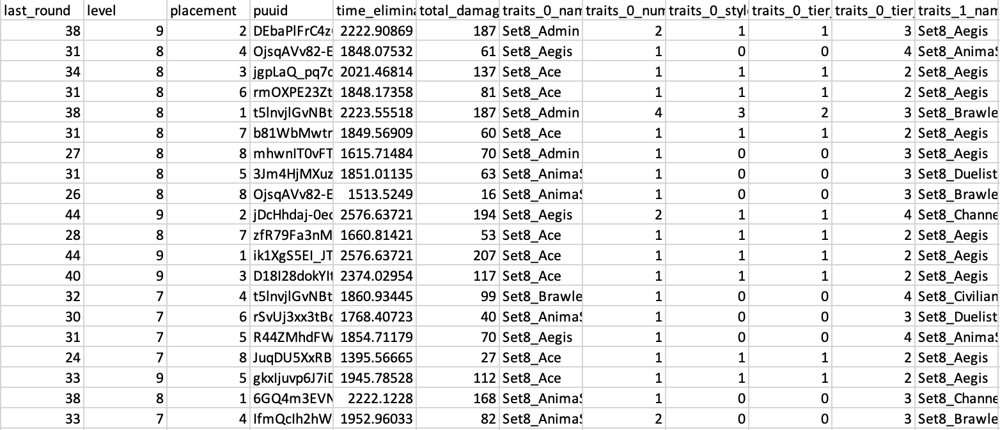 last_round level placement puuid time_elimina total_damag traits_0_nam traits_0_num traits_0_styl traits_0_tier_ traits_0_tier_ traits_1_nam
38 9 2 DEbaPlFrC4z 2222.90869 187 Set8_Admin 2 1 1 3 Set8_Aegis
31 8 4 OjsqAVv82-E 1848.07532 61 Set8_Aegis 1 0 0 4 Set8_AnimaS
34 8 3 jgpLaQ_pq7c 2021.46814 137 Set8_Ace 1 1 1 2 Set8_Aegis
31 8 6 rmOXPE23Zt 1848.17358 81 Set8_Ace 1 1 1 2 Set8_Aegis
38 8 1 t5lnvjlGvNBt 2223.55518 187 Set8_Admin 4 3 2 3 Set8_Brawle
31 8 7 b81WbMwtr 1849.56909 60 Set8_Ace 1 1 1 2 Set8_Aegis
27 8 8 mhwnIT0vFT 1615.71484 70 Set8_Admin 1 0 0 3 Set8_Aegis
31 8 5 3Jm4HjMXuz 1851.01135 63 Set8_AnimaS 1 0 0 3 Set8_Duelist
26 8 8 OjsqAVv82-E 1513.5249 16 Set8_AnimaS 1 0 0 3 Set8_Brawle
44 9 2 jDcHhdaj-0ec 2576.63721 194 Set8_Aegis 2 1 1 4 Set8_Channe
28 8 7 zfR79Fa3nM 1660.81421 53 Set8_Ace 1 1 1 2 Set8_Aegis
44 9 1 ik1XgS5EI_JT 2576.63721 207 Set8_Ace 1 1 1 2 Set8_Aegis
40 9 3 D18I28dokYIt 2374.02954 117 Set8_Ace 1 1 1 2 Set8_Aegis
32 7 4 t5lnvjlGvNBt 1860.93445 99 Set8_Brawle 1 0 0 4 Set8_Civilian
30 7 6 rSvUj3xx3tBc 1768.40723 40 Set8_AnimaS 1 0 0 3 Set8_Duelist
31 7 5 R44ZMhdFW 1854.71179 70 Set8_Aegis 1 0 0 4 Set8_AnimaS
24 7 8 JuqDU5XxRB 1395.56665 27 Set8_Ace 1 1 1 2 Set8_Aegis
33 9 5 gkxIjuvp6J7iD 1945.78528 112 Set8_Ace 1 1 1 2 Set8_Aegis
38 8 1 6GQ4m3EVN 2222.1228 168 Set8_AnimaS 1 0 0 3 Set8_Channe
33 7 4 IfmQcIh2hW 1952.96033 82 Set8_AnimaS 2 0 0 3 Set8_Brawle